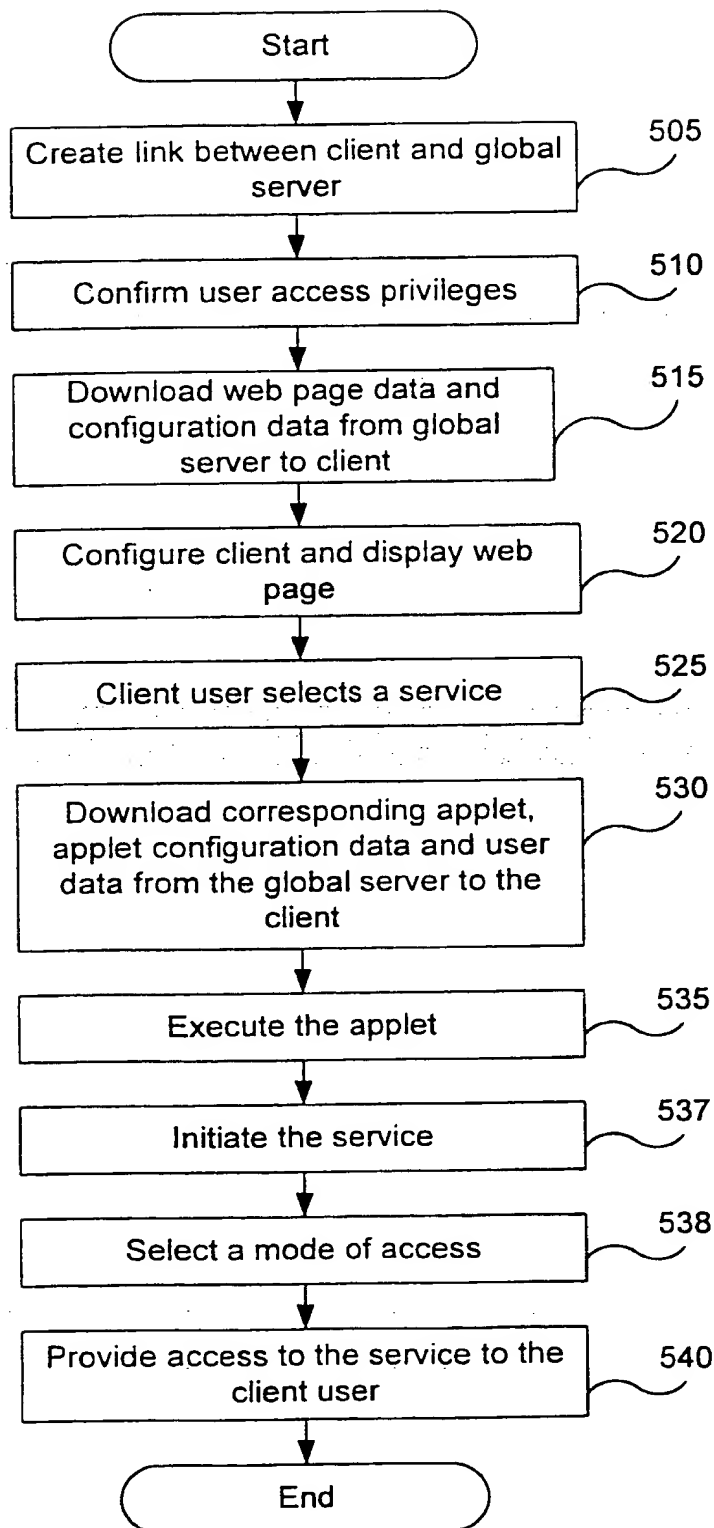 Start
Create link between client and global
server
505
Confirm user access privileges
510
Download web page data and
configuration data from global
server to client
515
Configure client and display web
page
520
Client user selects a service
525
Download corresponding applet,
applet configuration data and user
data from the global server to the
client
530
Execute the applet
535
Initiate the service
537
Select a mode of access
538
Provide access to the service to the
client user
540
End